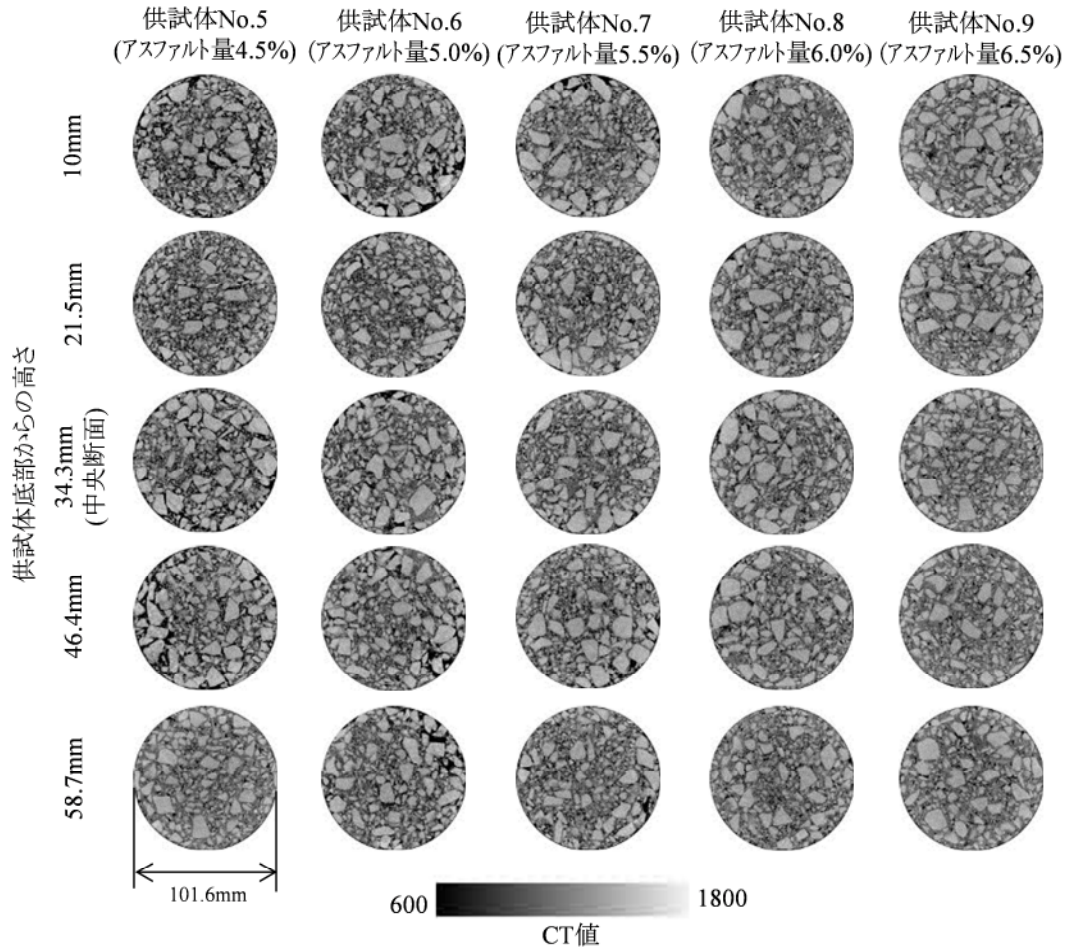 供試体No.5
(アスファルト量4.5%)
供試体No.6
(アスファルト量5.0%)
供試体No.7
(アスファルト量5.5%)
供試体No.8
(アスファルト量6.0%)
供試体No.9
(アスファルト量6.5%)
供試体底部からの高さ
10mm
21.5mm
34.3mm
(中央断面)
46.4mm
58.7mm
101.6mm
600
1800
CT値